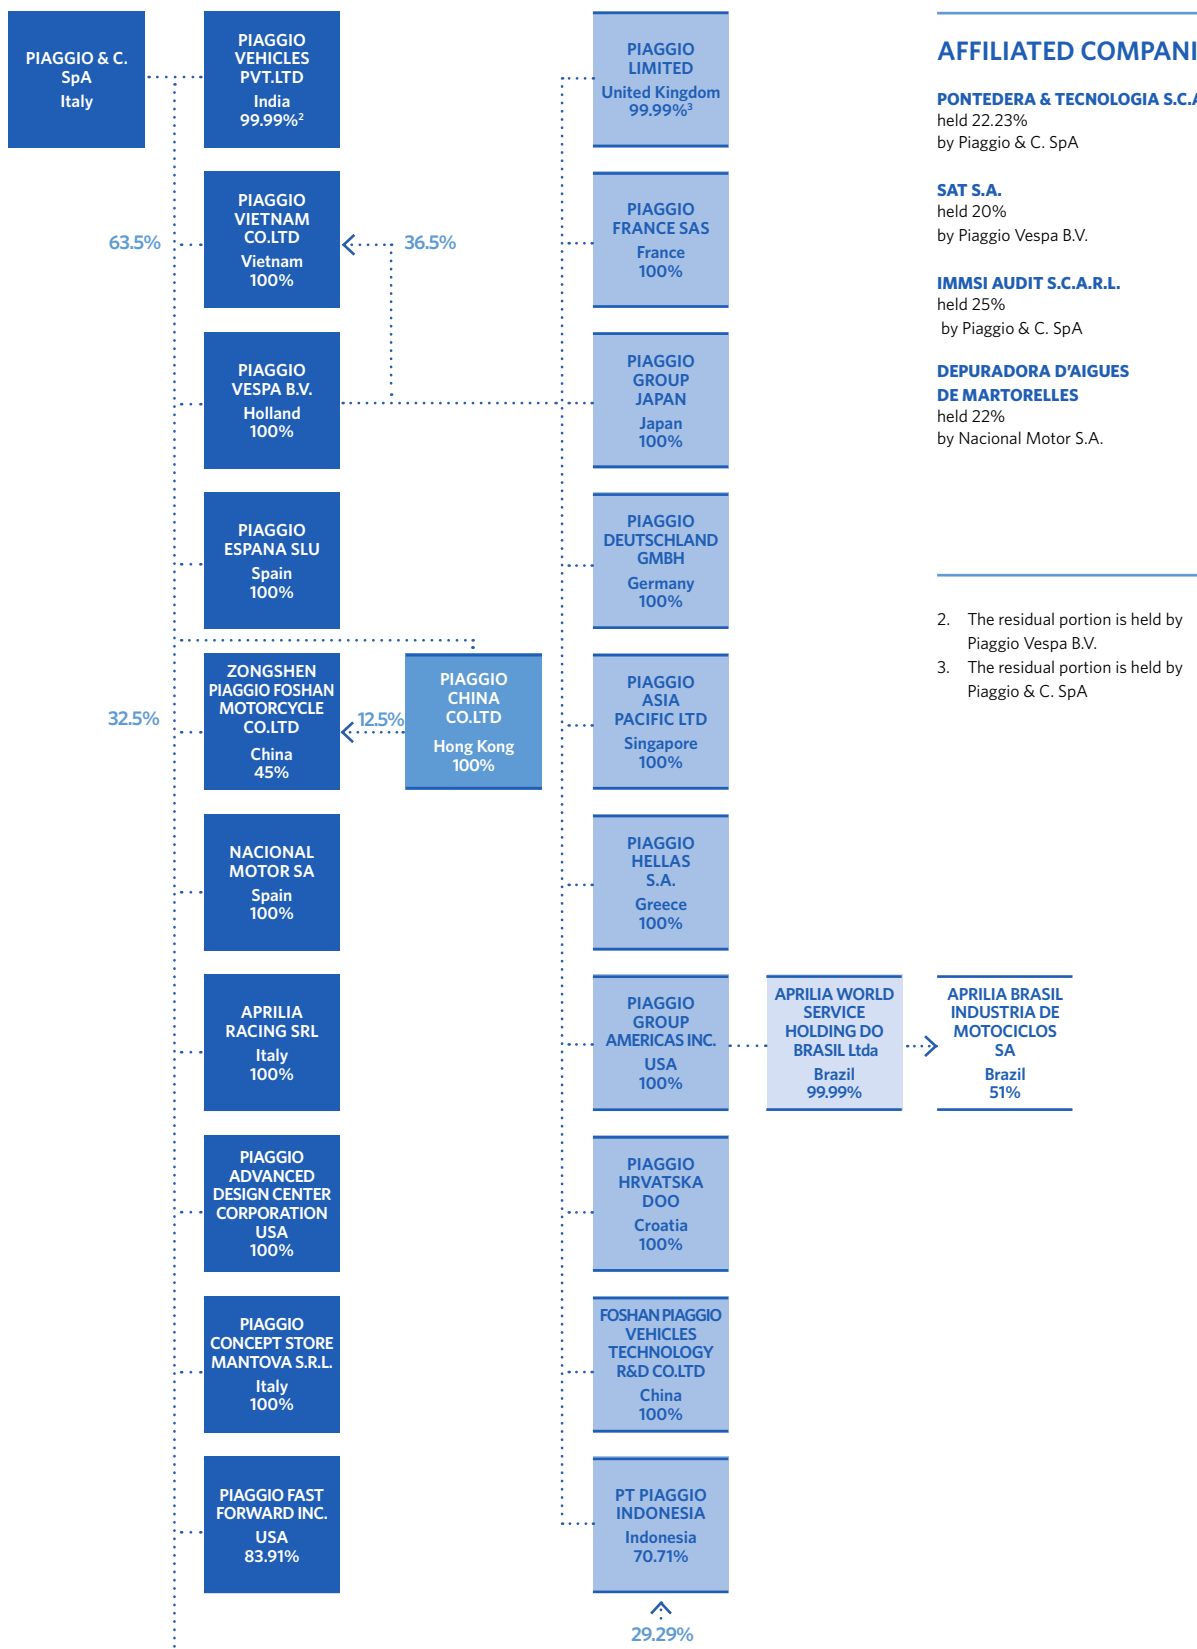 PIAGGIO & C.
SpA
Italy
PIAGGIO
VEHICLES
PVT.LTD
India
99.99%2
63.5%
PIAGGIO
VIETNAM
CO.LTD
Vietnam
100%
36.5%
PIAGGIO
VESPA B.V.
Holland
100%
PIAGGIO
ESPANA SLU
Spain
100%
32.5%
ZONGSHEN
PIAGGIO FOSHAN
MOTORCYCLE
CO.LTD
China
45%
12.5%
PIAGGIO
CHINA
CO.LTD
Hong Kong
100%
NACIONAL
MOTOR SA
Spain
100%
APRILIA
RACING SRL
Italy
100%
PIAGGIO
ADVANCED
DESIGN CENTER
CORPORATION
USA
100%
PIAGGIO
CONCEPT STORE
MANTOVA S.R.L.
Italy
100%
PIAGGIO FAST
FORWARD INC.
USA
83.91%
PIAGGIO
LIMITED
United Kingdom
99.99%3
PIAGGIO
FRANCE SAS
France
100%
PIAGGIO
GROUP
JAPAN
Japan
100%
PIAGGIO
DEUTSCHLAND
GMBH
Germany
100%
PIAGGIO
ASIA
PACIFIC LTD
Singapore
100%
PIAGGIO
HELLAS
S.A.
Greece
100%
PIAGGIO
GROUP
AMERICAS INC.
USA
100%
APRILIA WORLD
SERVICE
HOLDING DO
BRASIL Ltda
Brazil
99.99%
APRILIA BRASIL
INDUSTRIA DE
MOTOCICLOS
SA
Brazil
51%
PIAGGIO
HRVATSKA
DOO
Croatia
100%
FOSHAN PIAGGIO
VEHICLES
TECHNOLOGY
R&D CO.LTD
China
100%
PT PIAGGIO
INDONESIA
Indonesia
70.71%
29.29%
AFFILIATED COMPANI
PONTEDERA & TECNOLOGIA S.C.A
held 22.23%
by Piaggio & C. SpA
SAT S.A.
held 20%
by Piaggio Vespa B.V.
IMMSI AUDIT S.C.A.R.L.
held 25%
by Piaggio & C. SpA
DEPURADORA D'AIGUES
DE MARTORELLES
held 22%
by Nacional Motor S.A.
2. The residual portion is held by
Piaggio Vespa B.V.
3. The residual portion is held by
Piaggio & C. SpA